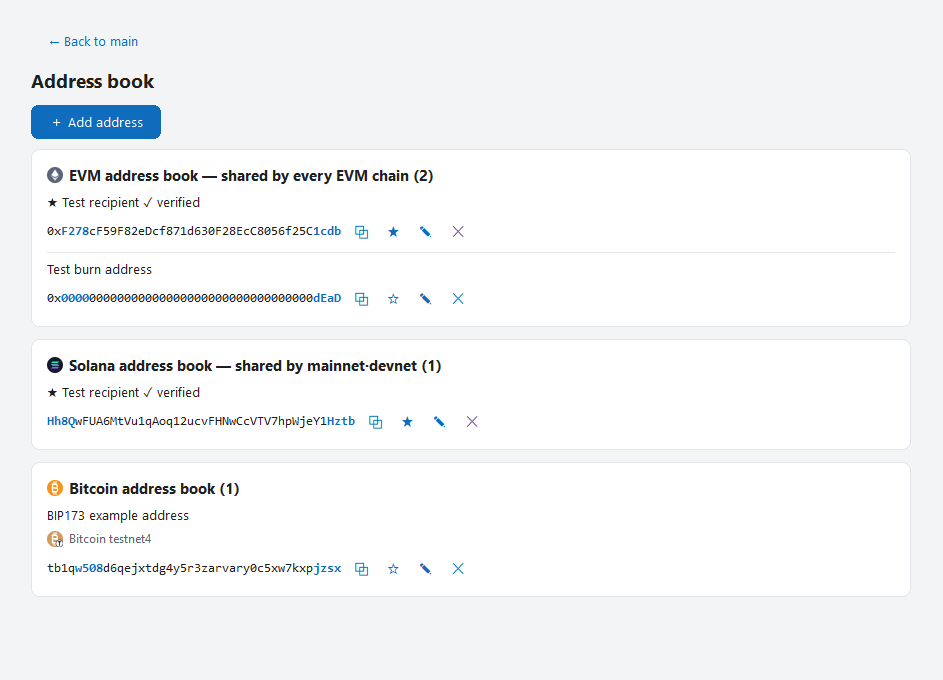 ← Back to main
Address book
+ Add address
EVM address book — shared by every EVM chain (2)
★ Test recipient ✓ verified
0xF278cF59F82eDcf871d630F28EcC8056f25C1cdb
Test burn address
0x000000000000000000000000000000000000dEaD
Solana address book — shared by mainnet·devnet (1)
★ Test recipient ✓ verified
Hh8QwFUA6MtVu1qAoq12ucvFHNwCcVTV7hpWjeY1Hztb
Bitcoin address book (1)
BIP173 example address
Bitcoin testnet4
tb1qw508d6qejxtdg4y5r3zarvary0c5xw7kxpjzsx